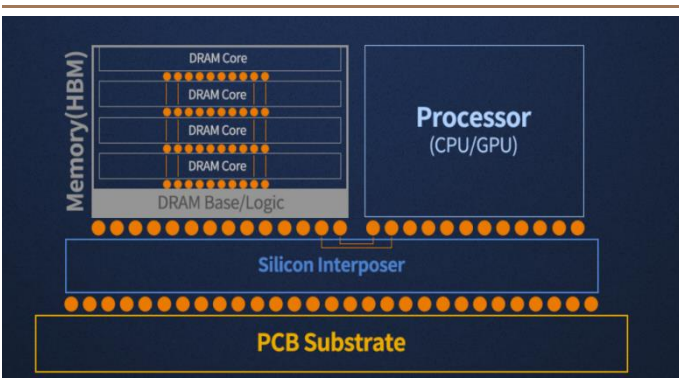 Memory(HBM)
DRAM Core
DRAM Core
DRAM Core
DRAM Core
DRAM Base/Logic
Processor
(CPU/GPU)
Silicon Interposer
PCB Substrate